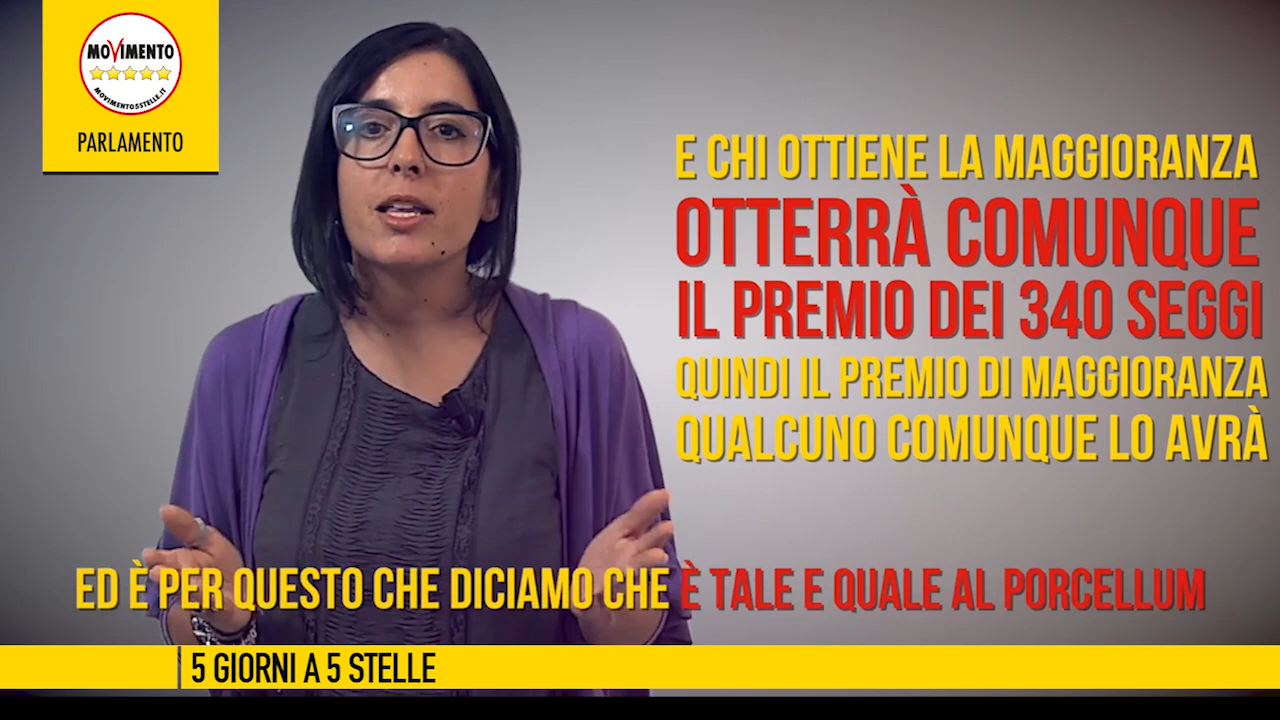 MOVIMENTO
MOVIMENTO5STELLE.IT
PARLAMENTO
E CHI OTTIENE LA MAGGIORANZA
OTTERRÀ COMUNQUE
IL PREMIO DEI 340 SEGGI
QUINDI IL PREMIO DI MAGGIORANZA
QUALCUNO COMUNQUE LO AVRÀ
ED È PER QUESTO CHE DICIAMO CHE È TALE E QUALE AL PORCELLUM
5 GIORNI A 5 STELLE